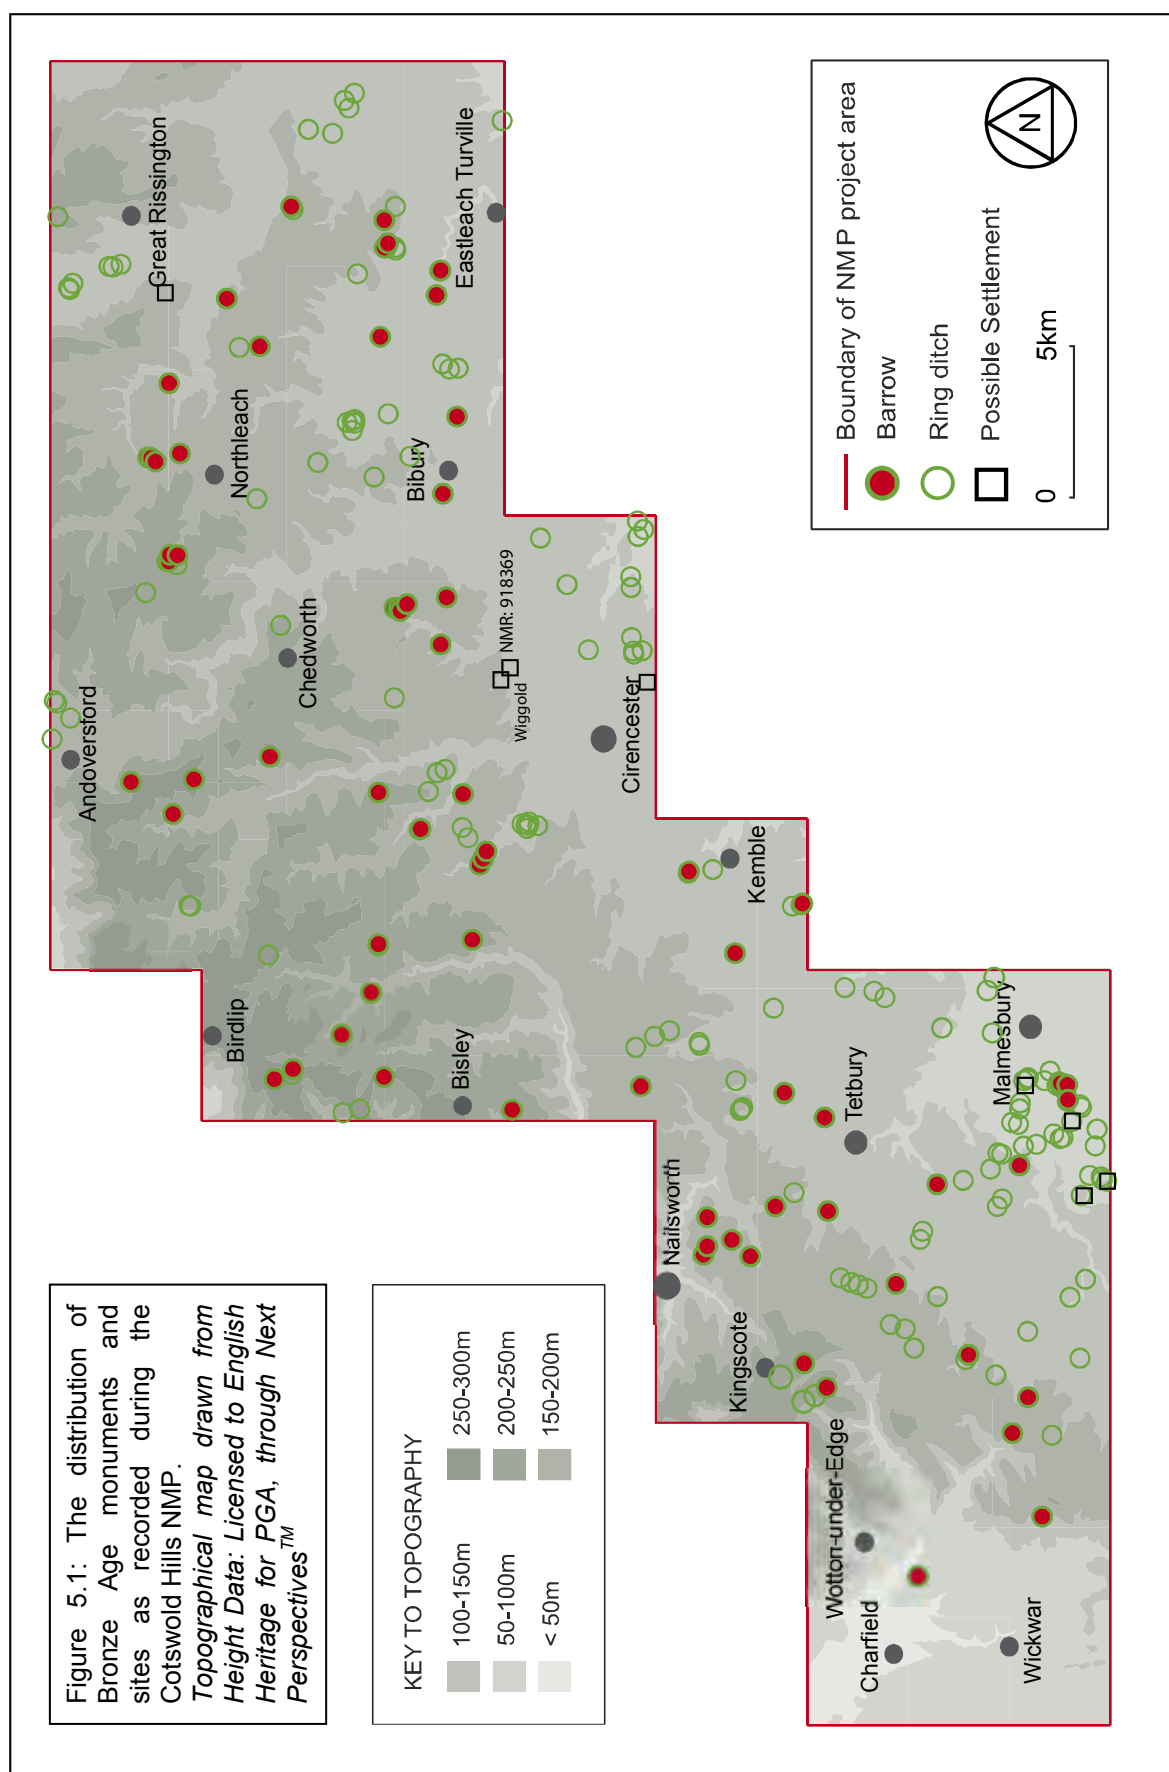 Figure 5.1: The distribution of
Bronze Age monuments and
sites as recorded during the
Cotswold Hills NMP.
Topographical map drawn from
Height Data: Licensed to English
Heritage for PGA, through Next
Perspectives™
KEY TO TOPOGRAPHY
100-150m
250-300m
50-100m
200-250m
< 50m
150-200m
Andoversford
Great Rissington
Northleach
Chedworth
Birdlip
Bibury
Eastleach Turville
Bisley
NMR: 918369
Wiggold
Cirencester
Nailsworth
Kemble
Kingscote
Tetbury
Wotton-under-Edge
Charfield
Malmesbury
Wickwar
Boundary of NMP project area
Barrow
Ring ditch
Possible Settlement
0
5km
N